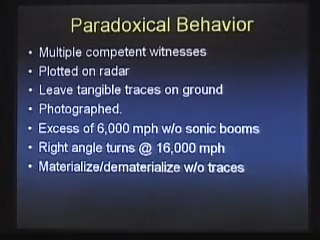 Paradoxical Behavior
• Multiple competent witnesses
• Plotted on radar
• Leave tangible traces on ground
• Photographed.
• Excess of 6,000 mph w/o sonic booms
• Right angle turns @ 16,000 mph
• Materialize/dematerialize w/o traces